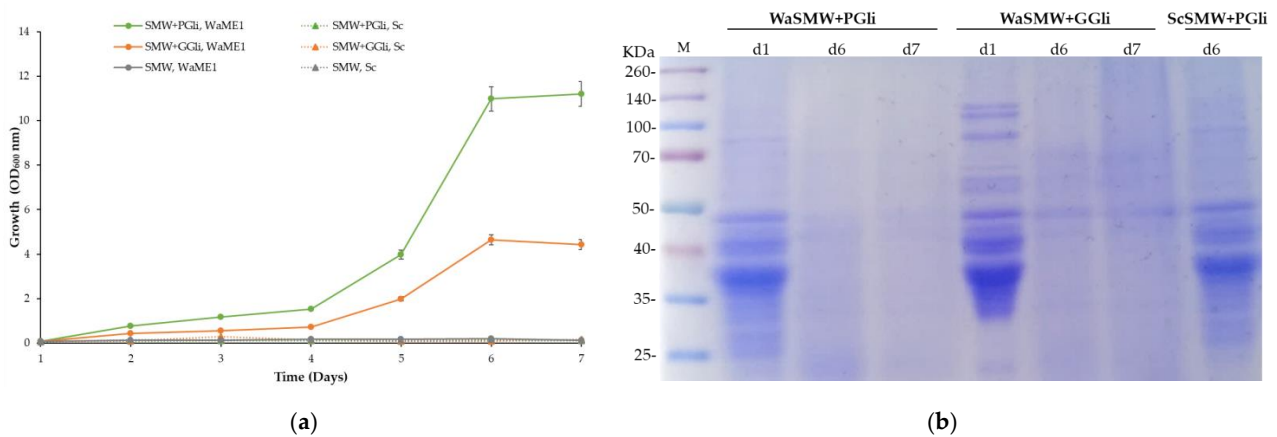 14
12
10
8
6
4
2
0
1 2 3 4 5 6 7
Growth (OD600 nm)
Time (Days)
SMW+PGli, WaME1
SMW+PGli, Sc
SMW+GGli, WaME1
SMW+GGli, Sc
SMW, WaME1
SMW, Sc
(a)
WaSMW+PGli WaSMW+GGli ScSMW+PGli
KDa M d1 d6 d7 d1 d6 d7 d6
260-
140-
100-
70-
50-
40-
35-
25-
(b)